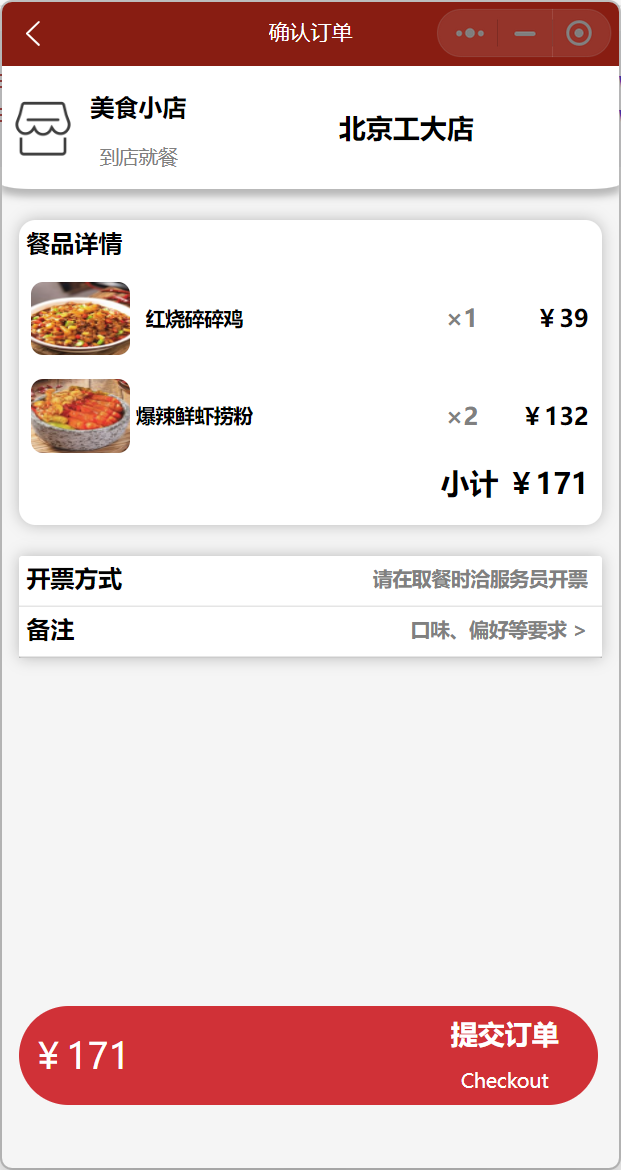 确认订单
美食小店
到店就餐
北京工大店
餐品详情
红烧碎碎鸡 ×1 ￥39
爆辣鲜虾捞粉 ×2 ￥132
小计 ￥171
开票方式 请在取餐时洽服务员开票
备注 口味、偏好等要求 >
￥171
提交订单
Checkout